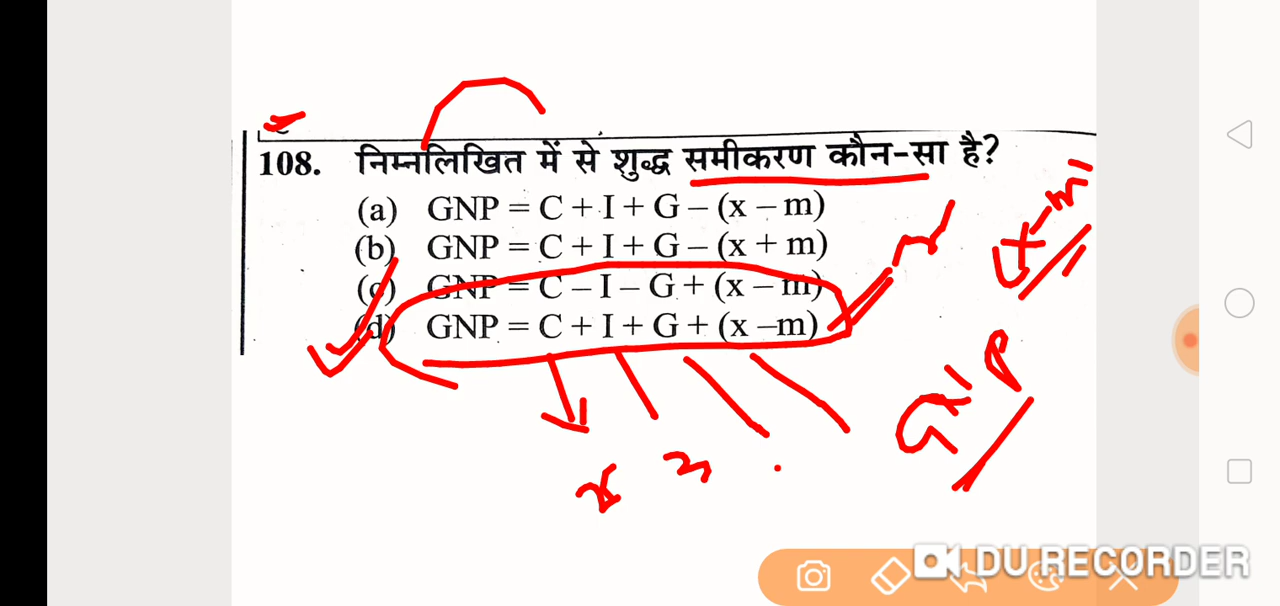 108. निम्नलिखित में से शुद्ध समीकरण कौन-सा है?
(a) GNP = C + I + G – (x – m)
(b) GNP = C + I + G – (x + m)
(c) GNP = C – I – G + (x – m)
(d) GNP = C + I + G + (x –m)
(x-m)
GNP
DU RECORDER